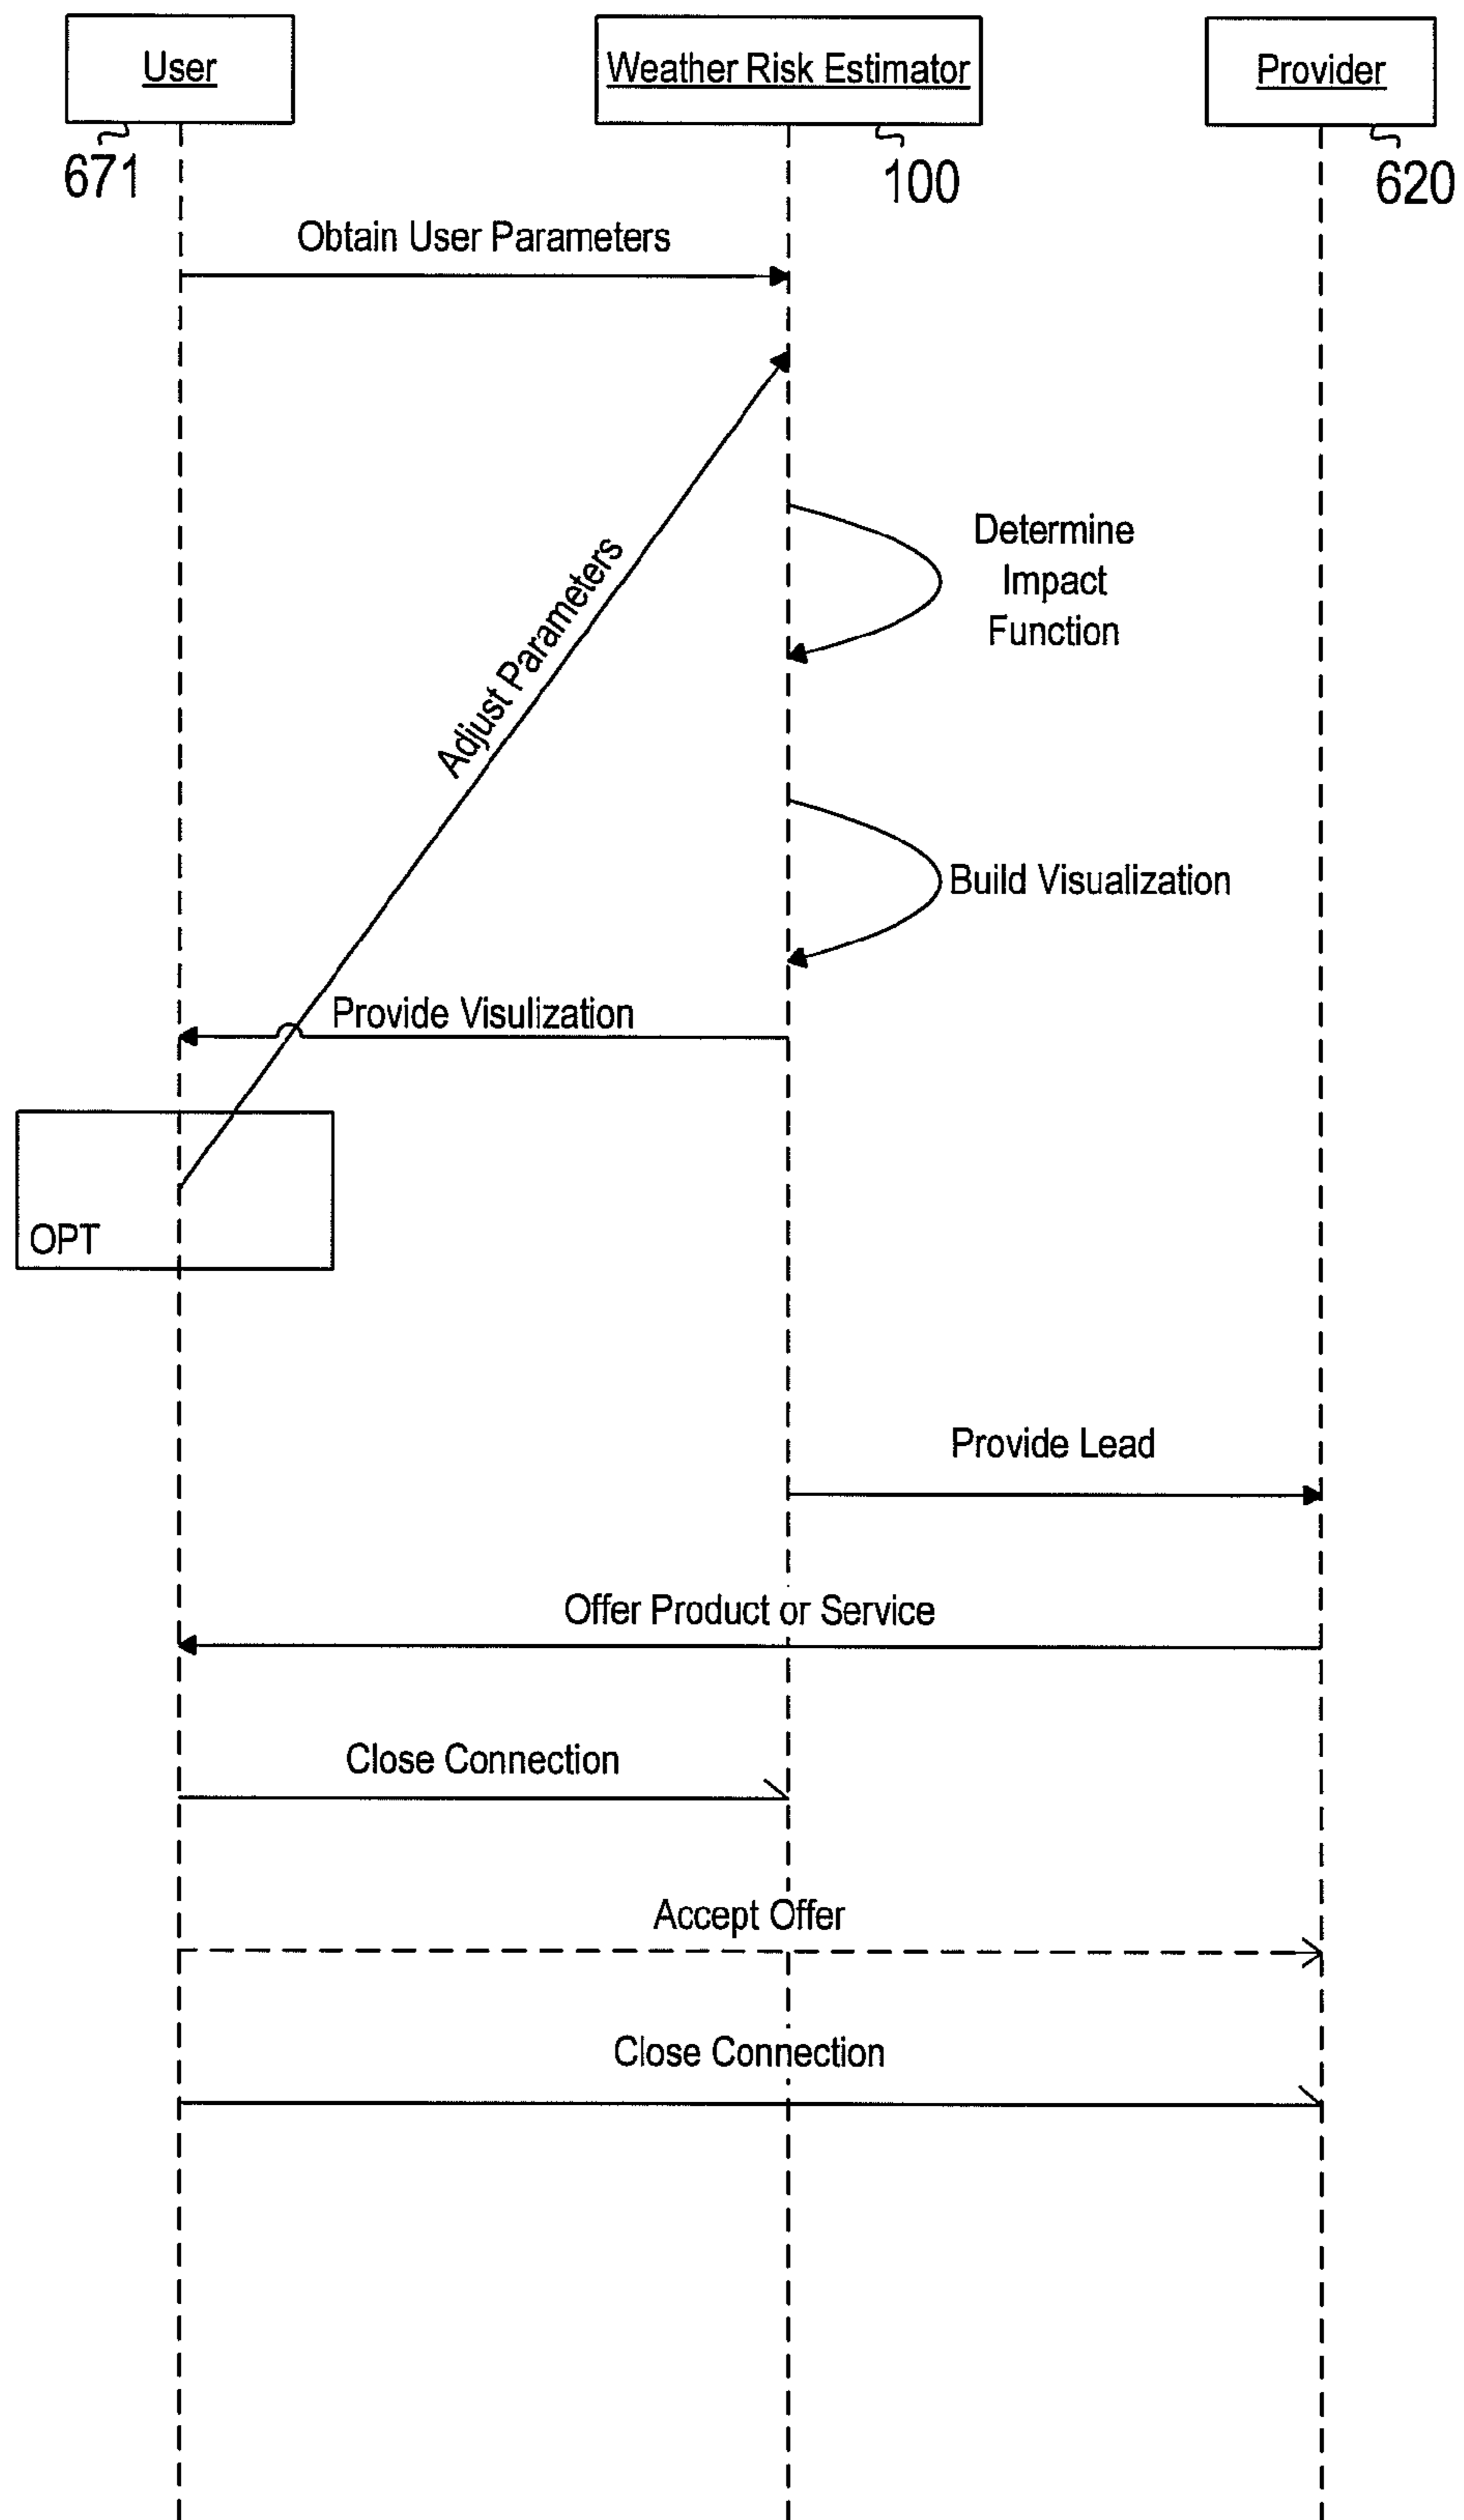 User
Weather Risk Estimator
Provider
671
100
620
Obtain User Parameters
Determine
Impact
Function
Adjust Parameters
Build Visualization
Provide Visulization
OPT
Provide Lead
Offer Product or Service
Close Connection
Accept Offer
Close Connection